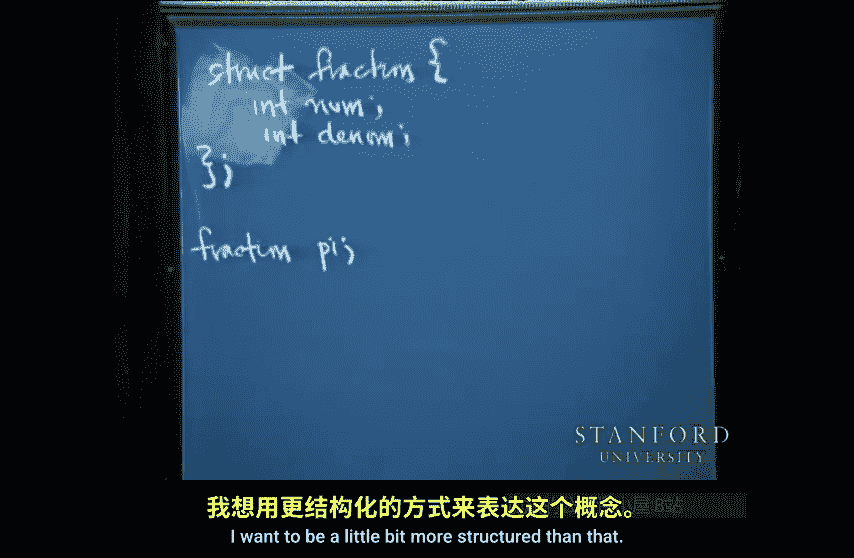 struct fraction {
int num;
int denom;
};
fraction pi;
STANFORD
UNIVERSITY
我想用更结构化的方式来表达这个概念。
I want to be a little bit more structured than that.